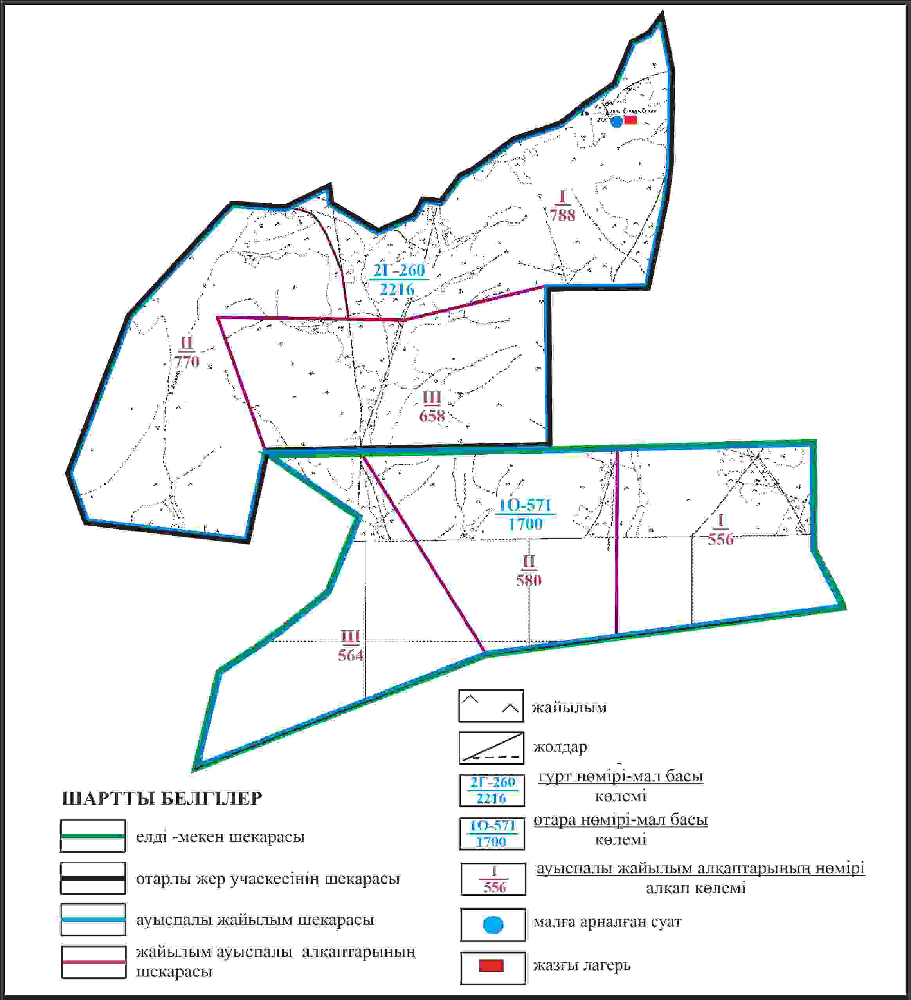 I
788
2Г-260
2216
II
770
III
658
1О-571
1700
I
556
II
580
III
564
ШАРТТЫ БЕЛГІЛЕР
елді -мекен шекарасы
отарлы жер учаскесінің шекарасы
ауыспалы жайылым шекарасы
жайылым ауыспалы алқаптарының
шекарасы
жайылым
жолдар
2Г-260
2216
гурт нөмірі-мал басы
көлемі
1О-571
1700
отара нөмірі-мал басы
көлемі
I
556
ауыспалы жайылым алқаптарының нөмірі
алқап көлемі
малға арналған суат
жазғы лагерь